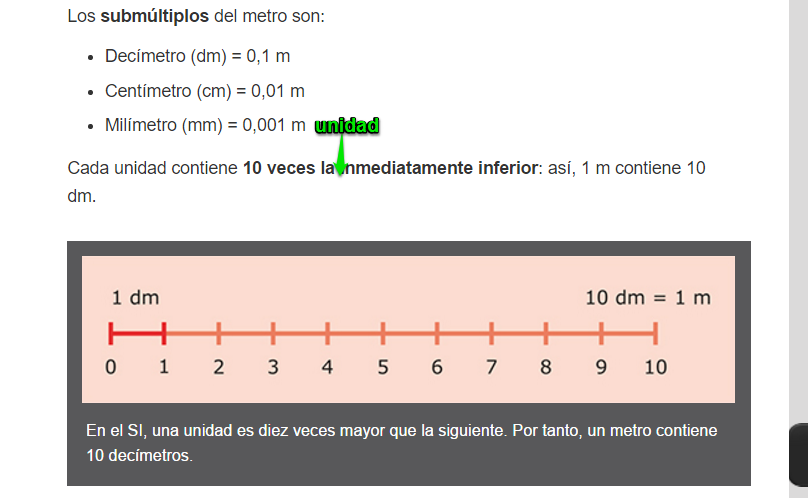 Los submúltiplos del metro son:
• Decímetro (dm) = 0,1 m
• Centímetro (cm) = 0,01 m
• Milímetro (mm) = 0,001 m unidad
Cada unidad contiene 10 veces la inmediatamente inferior: así, 1 m contiene 10
dm.
1 dm 10 dm = 1 m
0 1 2 3 4 5 6 7 8 9 10
En el SI, una unidad es diez veces mayor que la siguiente. Por tanto, un metro contiene
10 decímetros.